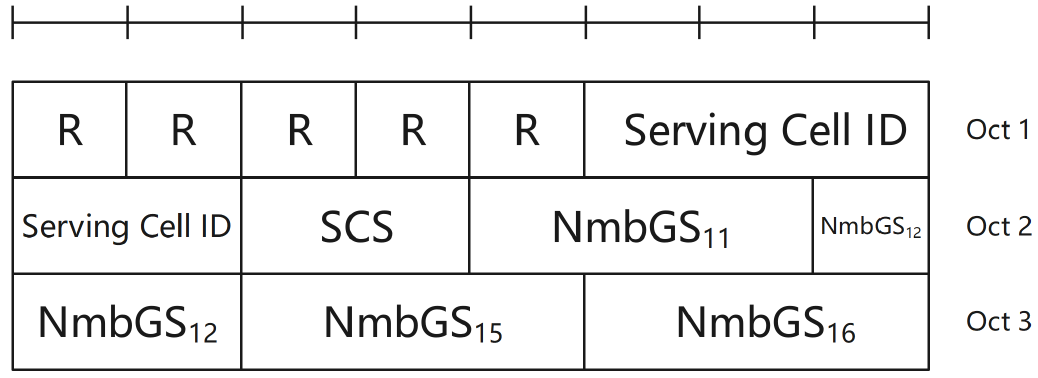 R R R R R Serving Cell ID Oct 1
Serving Cell ID SCS NmbGS₁₁ NmbGS₁₂ Oct 2
NmbGS₁₂ NmbGS₁₅ NmbGS₁₆ Oct 3